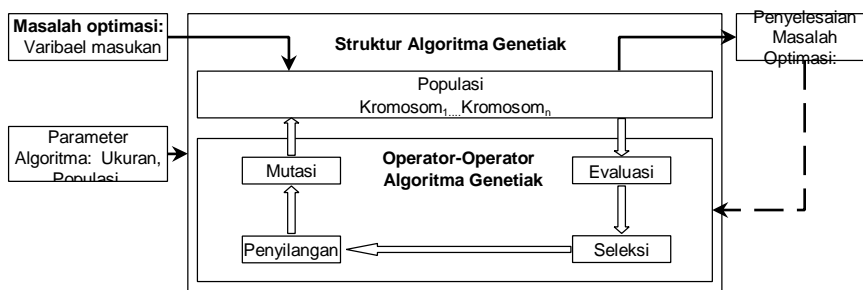 Masalah optimasi:
Varibael masukan
Struktur Algoritma Genetiak
Penyelesaian
Masalah
Optimasi:
Populasi
Kromosom1....Kromosomn
Parameter
Algoritma: Ukuran,
Populasi
Operator-Operator
Algoritma Genetiak
Mutasi
Evaluasi
Penyilangan
Seleksi